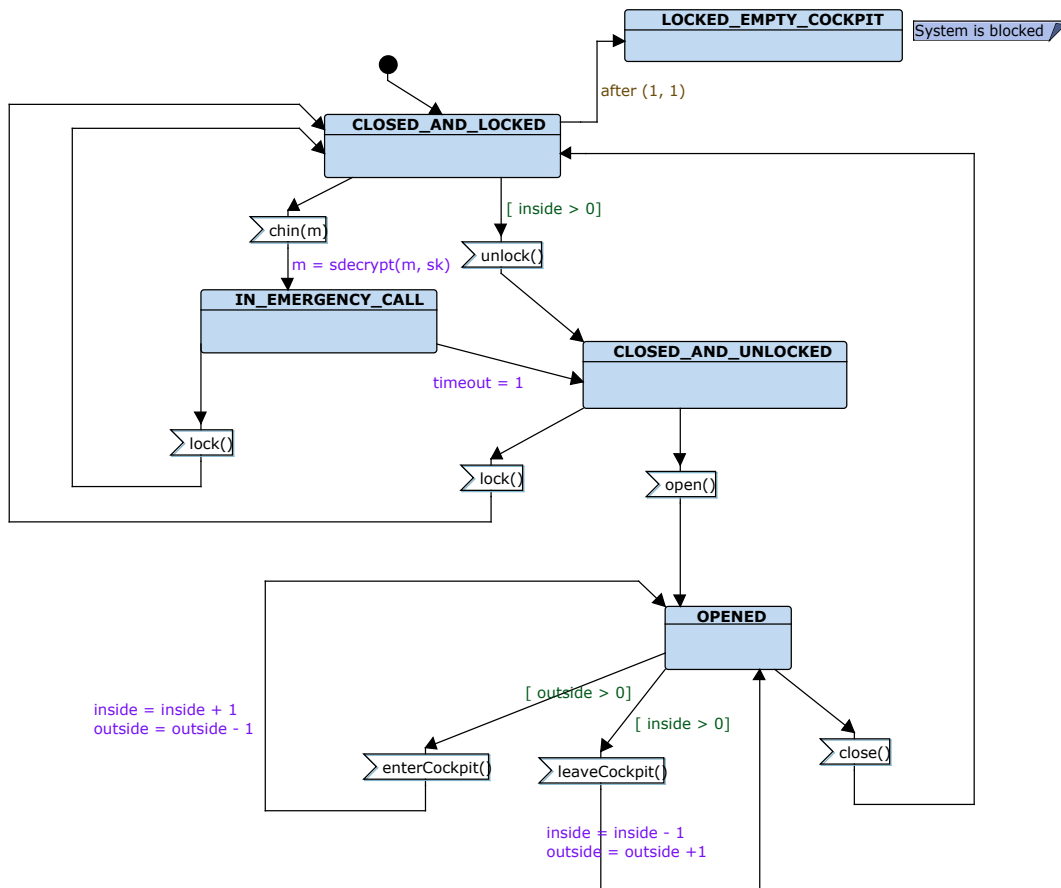 LOCKED_EMPTY_COCKPIT
System is blocked
after (1, 1)
CLOSED_AND_LOCKED
[ inside > 0]
chin(m)
unlock()
m = sdecrypt(m, sk)
IN_EMERGENCY_CALL
CLOSED_AND_UNLOCKED
timeout = 1
lock()
lock()
open()
OPENED
[ outside > 0]
inside = inside + 1
outside = outside - 1
[ inside > 0]
close()
enterCockpit()
leaveCockpit()
inside = inside - 1
outside = outside +1